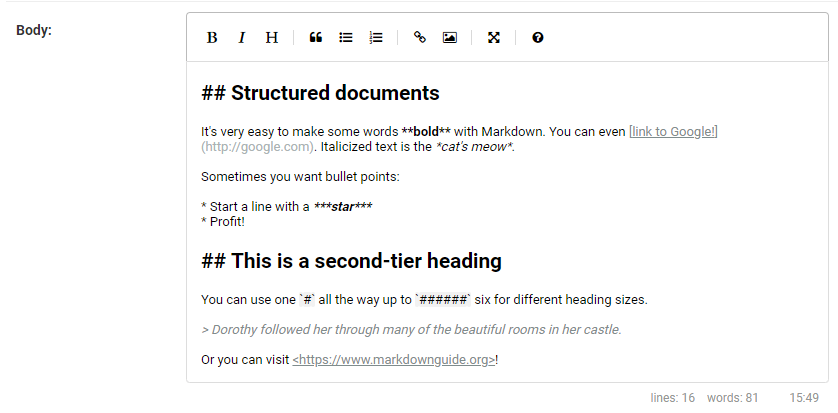 Body:
B I H
## Structured documents
It's very easy to make some words **bold** with Markdown. You can even [link to Google!]
(http://google.com). Italicized text is the *cat's meow*.
Sometimes you want bullet points:
* Start a line with a ***star***
* Profit!
## This is a second-tier heading
You can use one `#` all the way up to `######` six for different heading sizes.
> Dorothy followed her through many of the beautiful rooms in her castle.
Or you can visit <https://www.markdownguide.org>!
lines: 16 words: 81 15:49